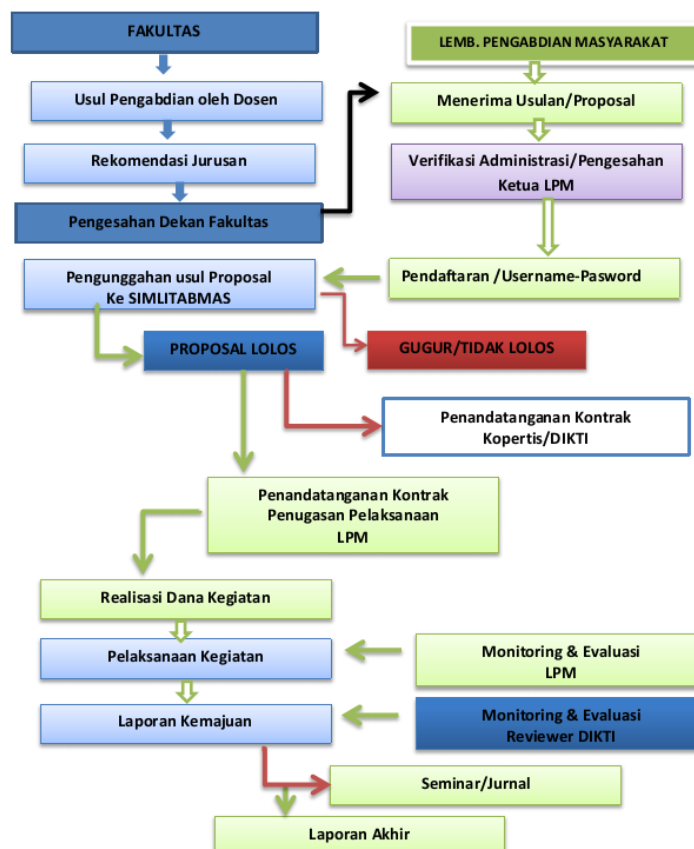 FAKULTAS
LEMB. PENGABDIAN MASYARAKAT
Usul Pengabdian oleh Dosen
Menerima Usulan/Proposal
Rekomendasi Jurusan
Verifikasi Administrasi/Pengesahan
Ketua LPM
Pengesahan Dekan Fakultas
Pengunggahan usul Proposal
Ke SIMLITABMAS
Pendaftaran /Username-Pasword
PROPOSAL LOLOS
GUGUR/TIDAK LOLOS
Penandatanganan Kontrak
Kopertis/DIKTI
Penandatanganan Kontrak
Penugasan Pelaksanaan
LPM
Realisasi Dana Kegiatan
Pelaksanaan Kegiatan
Monitoring & Evaluasi
LPM
Laporan Kemajuan
Monitoring & Evaluasi
Reviewer DIKTI
Seminar/Jurnal
Laporan Akhir